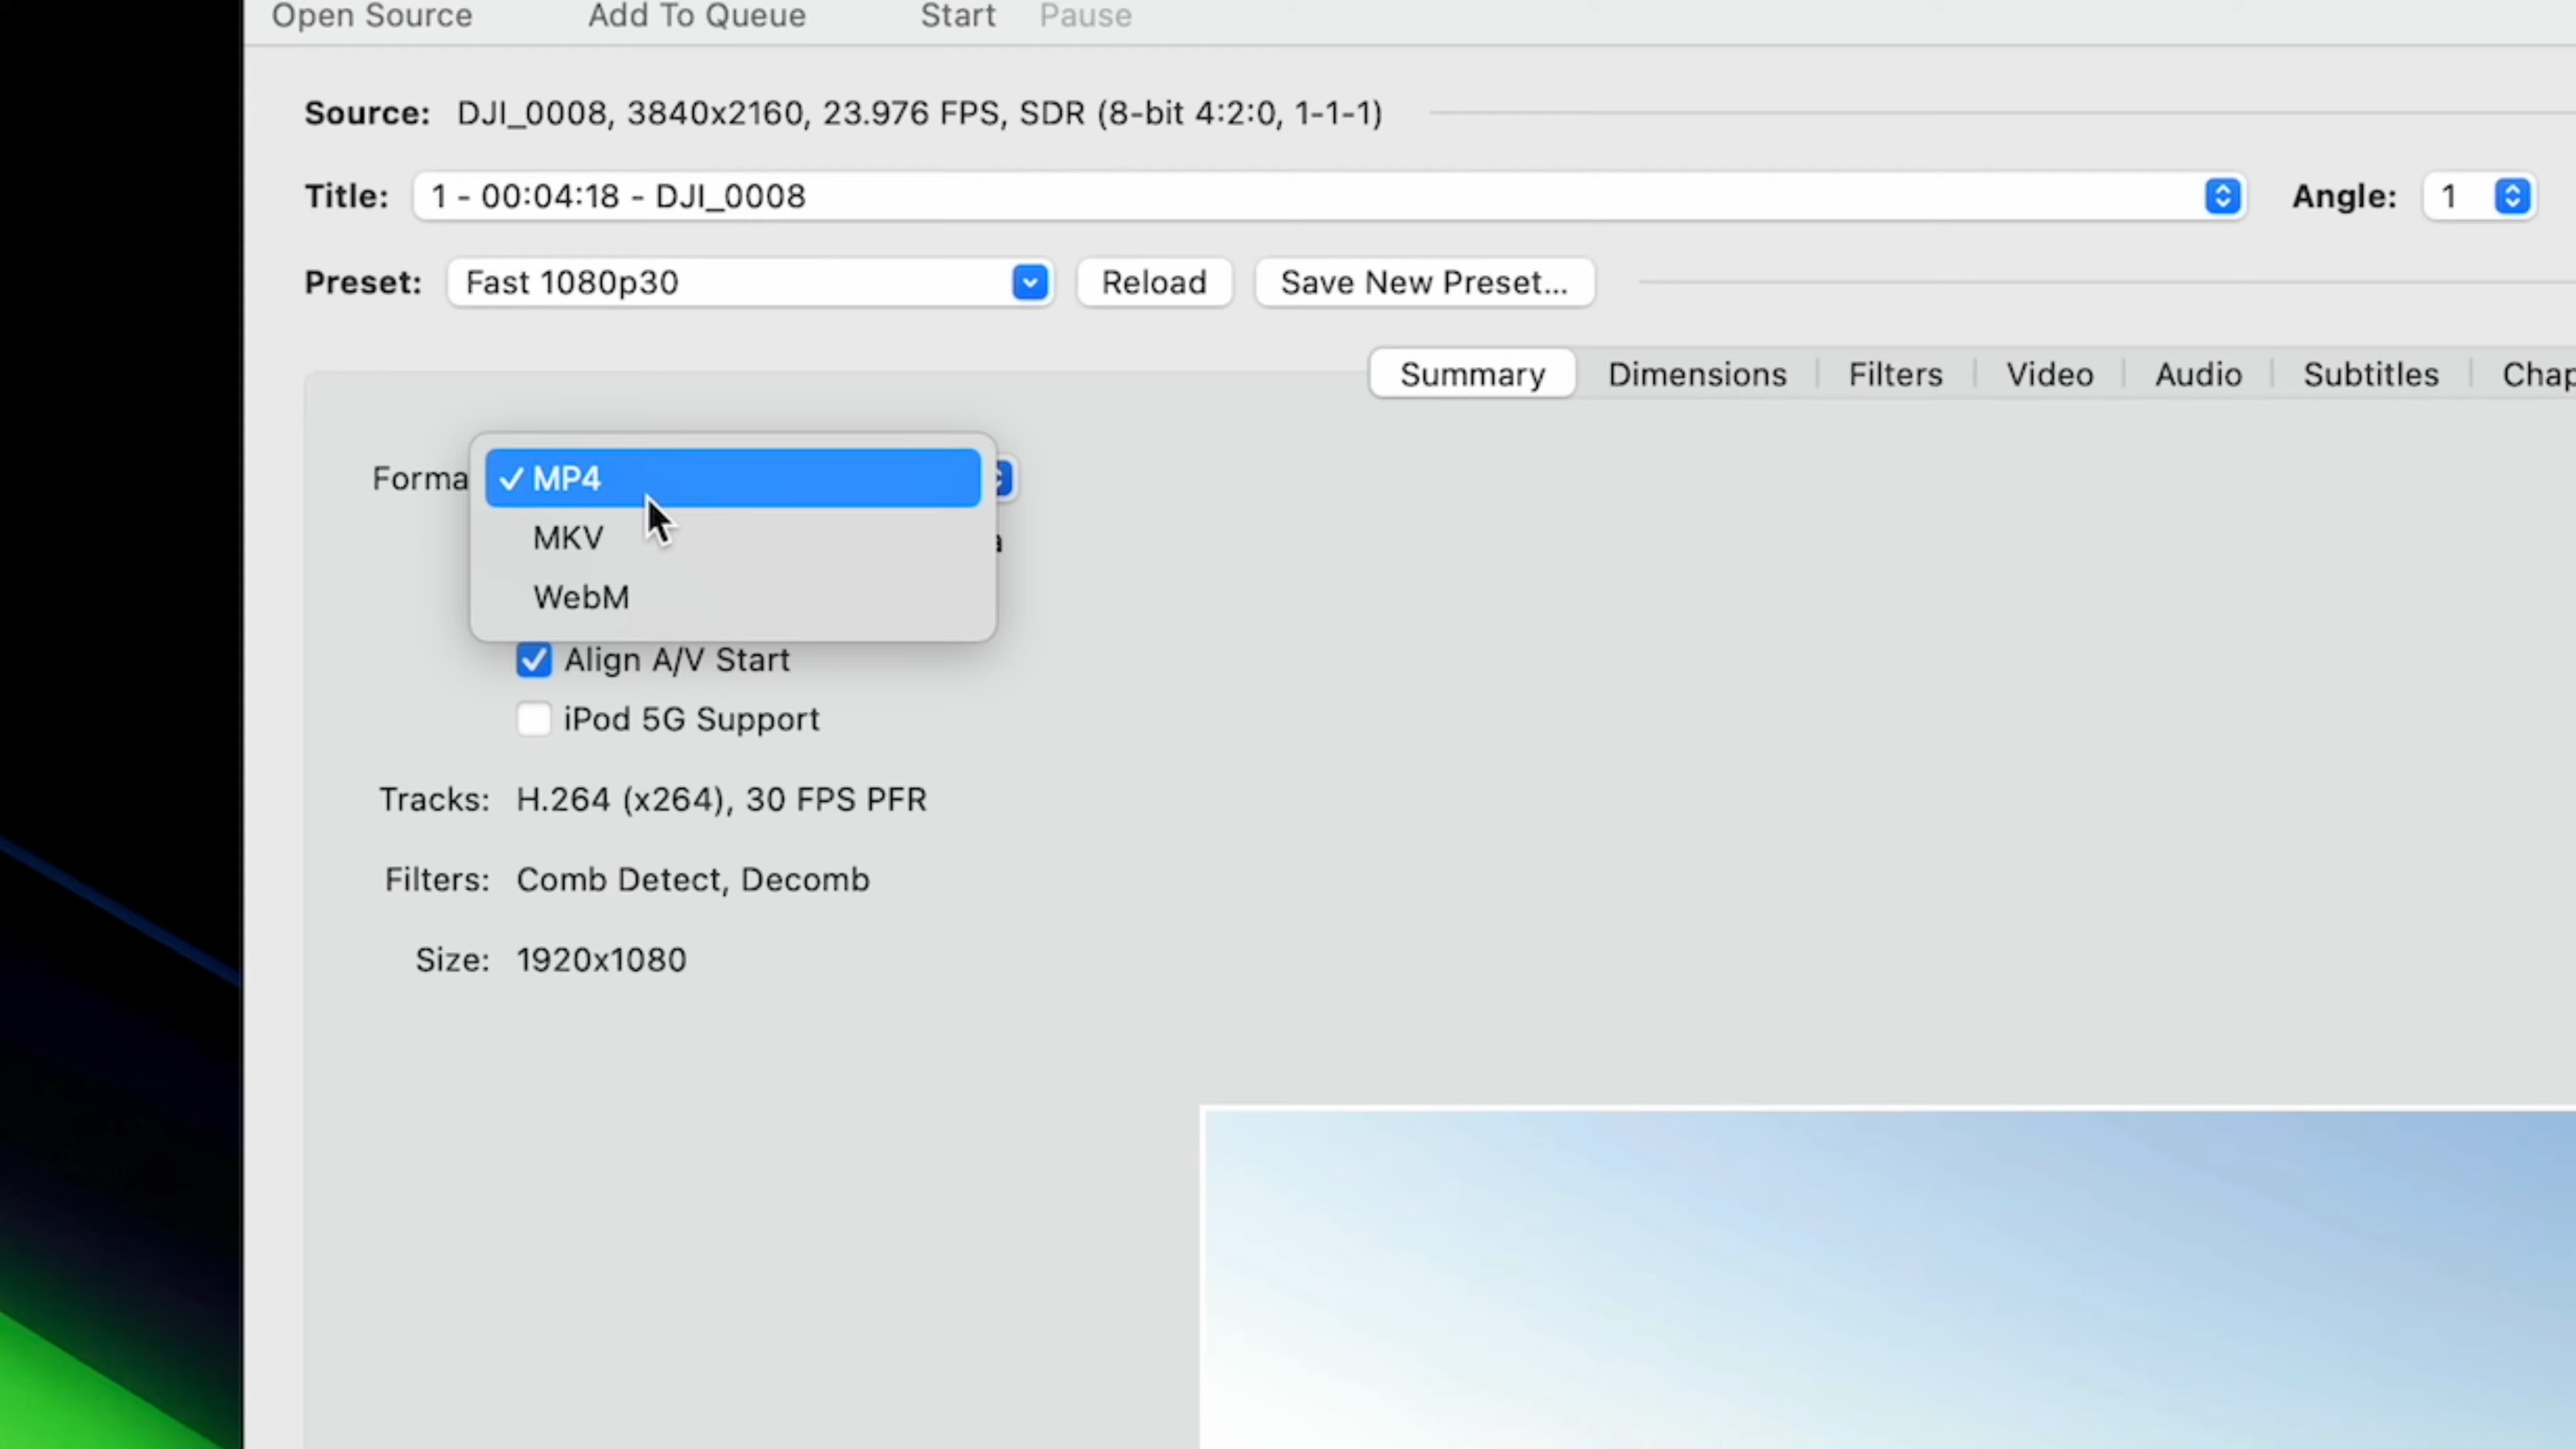 Open Source Add To Queue Start Pause
Source: DJI_0008, 3840x2160, 23.976 FPS, SDR (8-bit 4:2:0, 1-1-1)
Title: 1 - 00:04:18 - DJI_0008 Angle: 1
Preset: Fast 1080p30 Reload Save New Preset...
Summary Dimensions Filters Video Audio Subtitles Chap
Forma ✓ MP4
MKV
WebM
Align A/V Start
iPod 5G Support
Tracks: H.264 (x264), 30 FPS PFR
Filters: Comb Detect, Decomb
Size: 1920x1080